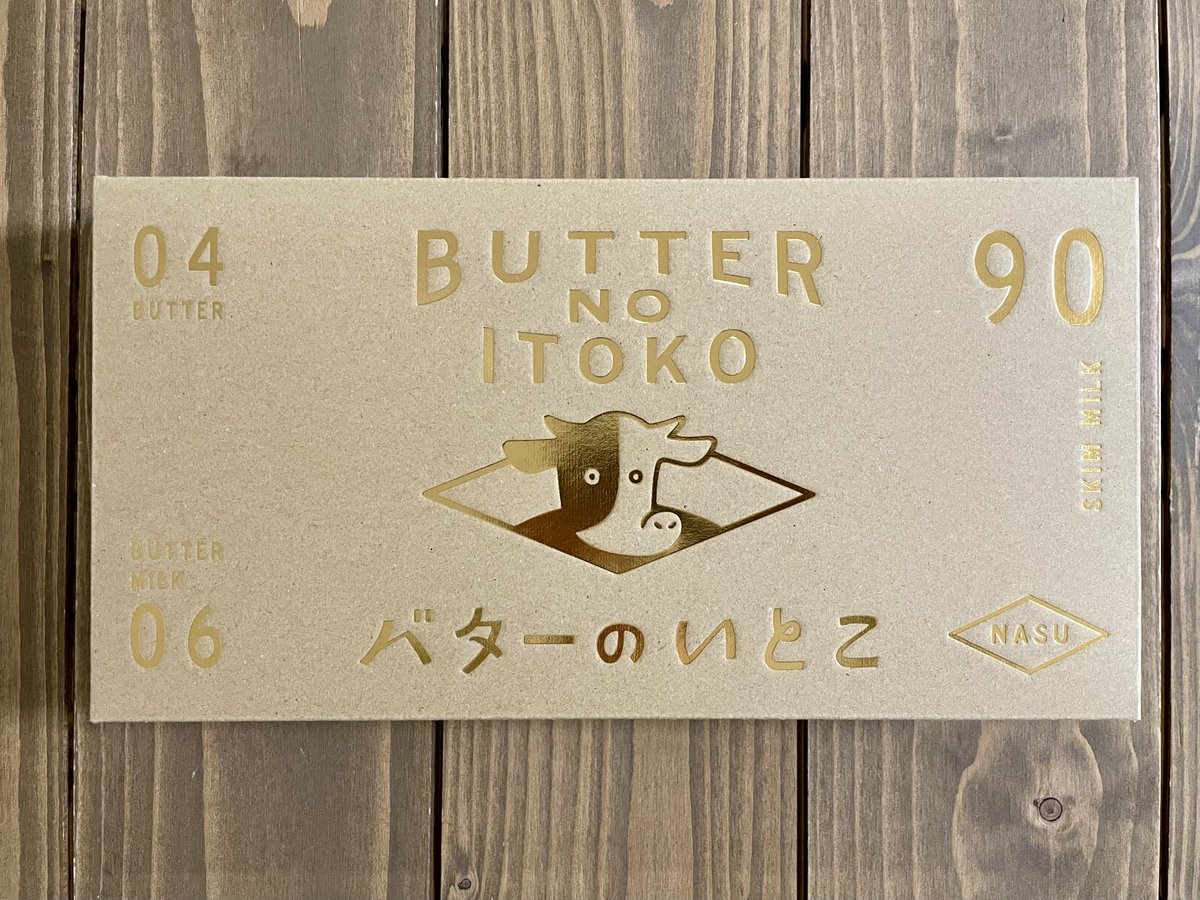 04
BUTTER
BUTTER
NO
ITOKO
90
SKIM MILK
BUTTER
MILK
06
バターのいとこ
NASU